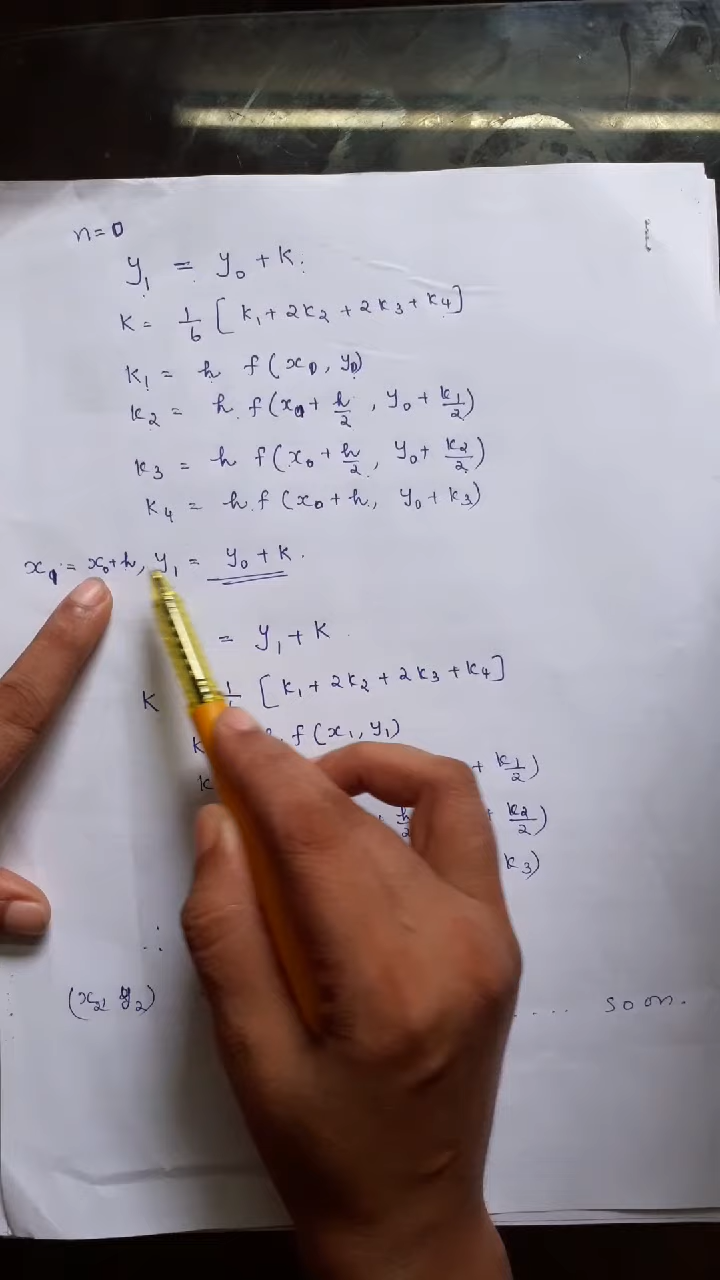 n=0
y₁ = y₀ + K.
K = 1/6 [k₁ + 2k₂ + 2k₃ + k₄]
k₁ = h f(x₀, y₀)
k₂ = h f(x₀ + h/2, y₀ + k₁/2)
k₃ = h f(x₀ + h/2, y₀ + k₂/2)
k₄ = h.f (x₀ + h, y₀ + k₃)
x₁ = x₀ + h, y₁ = y₀ + K.
= y₁ + K
K [k₁ + 2k₂ + 2k₃ + k₄]
k f(x₁, y₁)
k + k₁/2)
+ h/2 + k₂/2)
k₃)
∴
(x₂, y₂) .... so on.